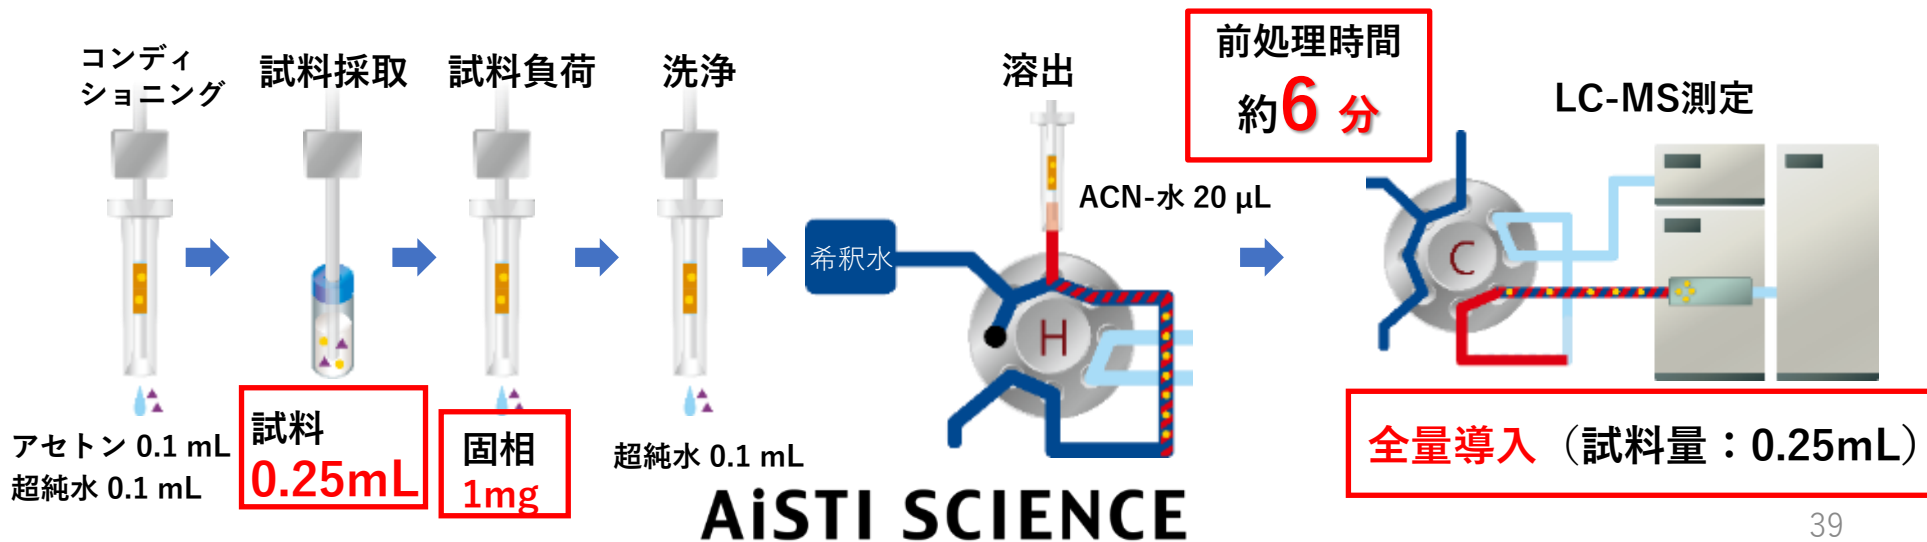 コンディ
ショニング
試料採取
試料負荷
洗浄
溶出
前処理時間
約6 分
LC-MS測定
ACN-水 20 μL
希釈水
H
C
アセトン 0.1 mL
超純水 0.1 mL
試料
0.25mL
固相
1mg
超純水 0.1 mL
全量導入（試料量：0.25mL）
AiSTI SCIENCE
39